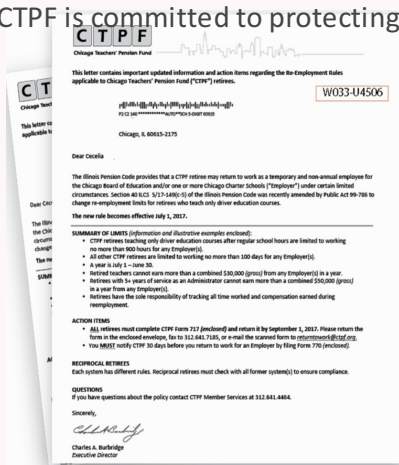 CTPF is committed to protecting
C T P F
Chicago Teachers' Pension Fund
This letter contains important updated information and action items regarding the Re-Employment Rules
applicable to Chicago Teachers' Pension Fund ("CTPF") retirees.
W033-U4506
Chicago, IL 60615-2175
Dear Cecelia
The Illinois Pension Code provides that a CTPF retiree may return to work as a temporary and non-annual employee for
the Chicago Board of Education and/or one or more Chicago Charter Schools ("Employer") under certain limited
circumstances. Section 40 ILCS 5/17-149(c-5) of the Illinois Pension Code was recently amended by Public Act 99-786 to
change re-employment limits for retirees who teach only driver education courses.
The new rule becomes effective July 1, 2017.
SUMMARY OF LIMITS (information and illustrative examples enclosed):
• CTPF retirees teaching only driver education courses after regular school hours are limited to working
no more than 900 hours for any Employer(s).
• All other CTPF retirees are limited to working no more than 100 days for any Employer(s).
• A year is July 1 – June 30.
• Retired teachers cannot earn more than a combined $30,000 (gross) from any Employer(s) in a year.
• Retirees with 5+ years of service as an Administrator cannot earn more than a combined $50,000 (gross)
in a year from any Employer(s).
• Retirees have the sole responsibility of tracking all time worked and compensation earned during
reemployment.
ACTION ITEMS
• ALL retirees must complete CTPF Form 717 (enclosed) and return it by September 1, 2017. Please return the
form in the enclosed envelope, fax to 312.641.7185, or e-mail the scanned form to returntowork@ctpf.org.
• You MUST notify CTPF 30 days before you return to work for an Employer by filing Form 770 (enclosed).
RECIPROCAL RETIREES
Each system has different rules. Reciprocal retirees must check with all former system(s) to ensure compliance.
QUESTIONS
If you have questions about the policy contact CTPF Member Services at 312.641.4464.
Sincerely,
Charles A. Burbridge
Executive Director